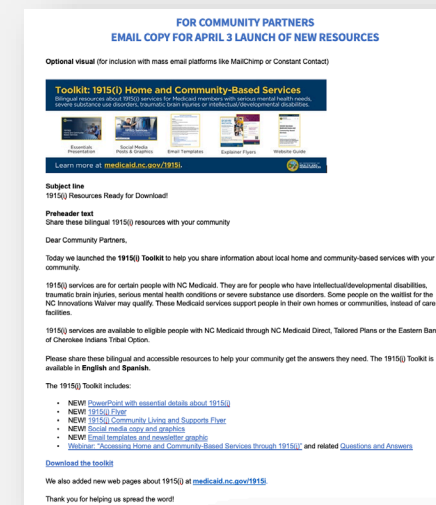 FOR COMMUNITY PARTNERS
EMAIL COPY FOR APRIL 3 LAUNCH OF NEW RESOURCES
Optional visual (for inclusion with mass email platforms like MailChimp or Constant Contact)
Toolkit: 1915(i) Home and Community-Based Services
Bilingual resources about 1915(i) services for Medicaid members with serious mental health needs,
severe substance use disorders, traumatic brain injuries or intellectual/developmental disabilities.
Essentials
Presentation
Social Media
Posts & Graphics
Email Templates
Explainer Flyers
Website Guide
Learn more at medicaid.nc.gov/1915i.
Subject line
1915(i) Resources Ready for Download!
Preheader text
Share these bilingual 1915(i) resources with your community
Dear Community Partners,
Today we launched the 1915(i) Toolkit to help you share information about local home and community-based services with your
community.
1915(i) services are for certain people with NC Medicaid. They are for people who have intellectual/developmental disabilities,
traumatic brain injuries, serious mental health conditions or severe substance use disorders. Some people on the waitlist for the
NC Innovations Waiver may qualify. These Medicaid services support people in their own homes or communities, instead of care
facilities.
1915(i) services are available to eligible people with NC Medicaid through NC Medicaid Direct, Tailored Plans or the Eastern Ban
of Cherokee Indians Tribal Option.
Please share these bilingual and accessible resources to help your community get the answers they need. The 1915(i) Toolkit is
available in English and Spanish.
The 1915(i) Toolkit includes:
• NEW! PowerPoint with essential details about 1915(i)
• NEW! 1915(i) Flyer
• NEW! 1915(i) Community Living and Supports Flyer
• NEW! Social media copy and graphics
• NEW! Email templates and newsletter graphic
• Webinar: "Accessing Home and Community-Based Services through 1915(i)" and related Questions and Answers
Download the toolkit
We also added new web pages about 1915(i) at medicaid.nc.gov/1915i.
Thank you for helping us spread the word!